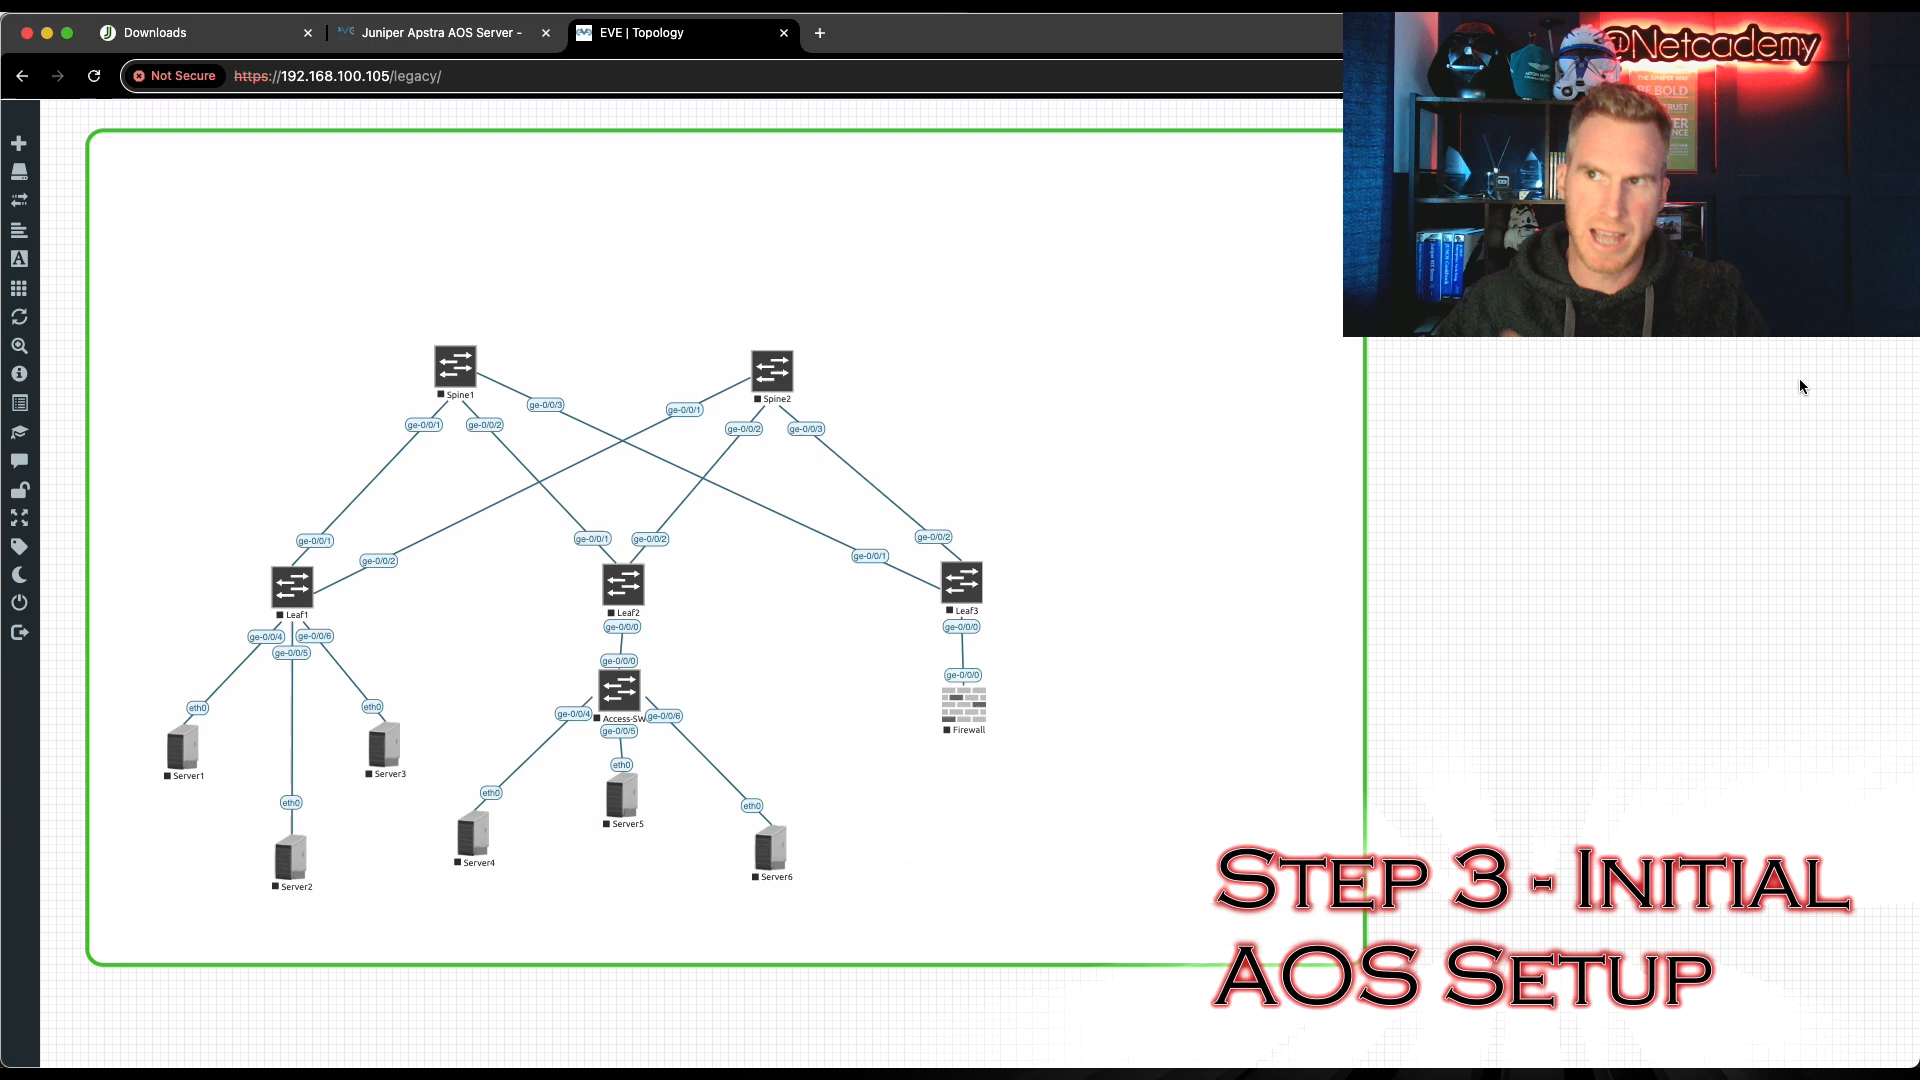 Downloads
Juniper Apstra AOS Server -
EVE | Topology
Not Secure
https://192.168.100.105/legacy/
@Netcademy
THE JUNIPER WAY
BE BOLD
Spine1
Spine2
ge-0/0/3
ge-0/0/1
ge-0/0/1
ge-0/0/2
ge-0/0/2
ge-0/0/3
ge-0/0/1
ge-0/0/2
ge-0/0/1
ge-0/0/2
ge-0/0/1
ge-0/0/2
Leaf1
Leaf2
Leaf3
ge-0/0/4
ge-0/0/5
ge-0/0/6
ge-0/0/0
ge-0/0/0
ge-0/0/0
ge-0/0/0
eth0
eth0
ge-0/0/4
Access-SW
ge-0/0/6
ge-0/0/5
Firewall
Server1
Server3
eth0
eth0
eth0
eth0
Server5
Server4
Server6
Server2
Step 3 - Initial
AOS Setup